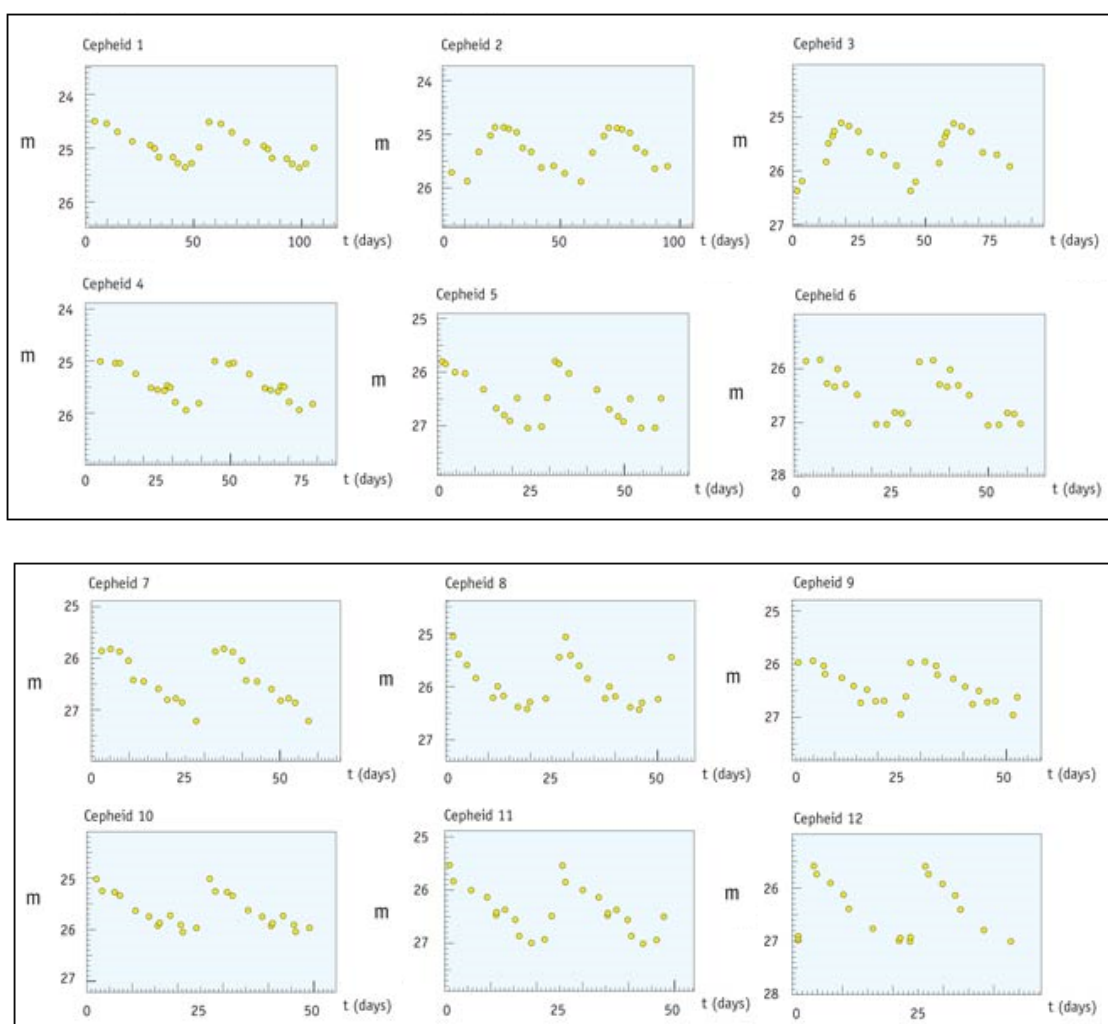 Cepheid 1
24
m
25
26
0
50
100
t (days)
Cepheid 2
24
m
25
26
0
50
100
t (days)
Cepheid 3
25
m
26
27
0
25
50
75
t (days)
Cepheid 4
24
m
25
26
0
25
50
75
t (days)
Cepheid 5
25
26
m
27
0
25
50
t (days)
Cepheid 6
26
m
27
28
0
25
50
t (days)
Cepheid 7
25
26
m
27
0
25
50
t (days)
Cepheid 8
25
m
26
27
0
25
50
t (days)
Cepheid 9
25
m
26
27
0
25
50
t (days)
Cepheid 10
25
m
26
27
0
25
50
t (days)
Cepheid 11
25
26
m
27
0
25
50
t (days)
Cepheid 12
26
m
27
28
0
25
t (days)